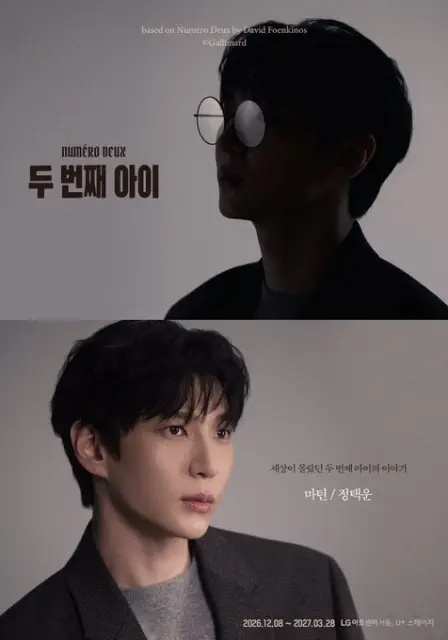 based on Numéro Deux by David Foenkinos
©Gallimard
NUMÉRO DEUX
두 번째 아이
세상이 몰랐던 두 번째 아이의 이야기
마틴 / 정택운
2026.12.08 ~ 2027.03.28 LG아트센터 서울, U+ 스테이지